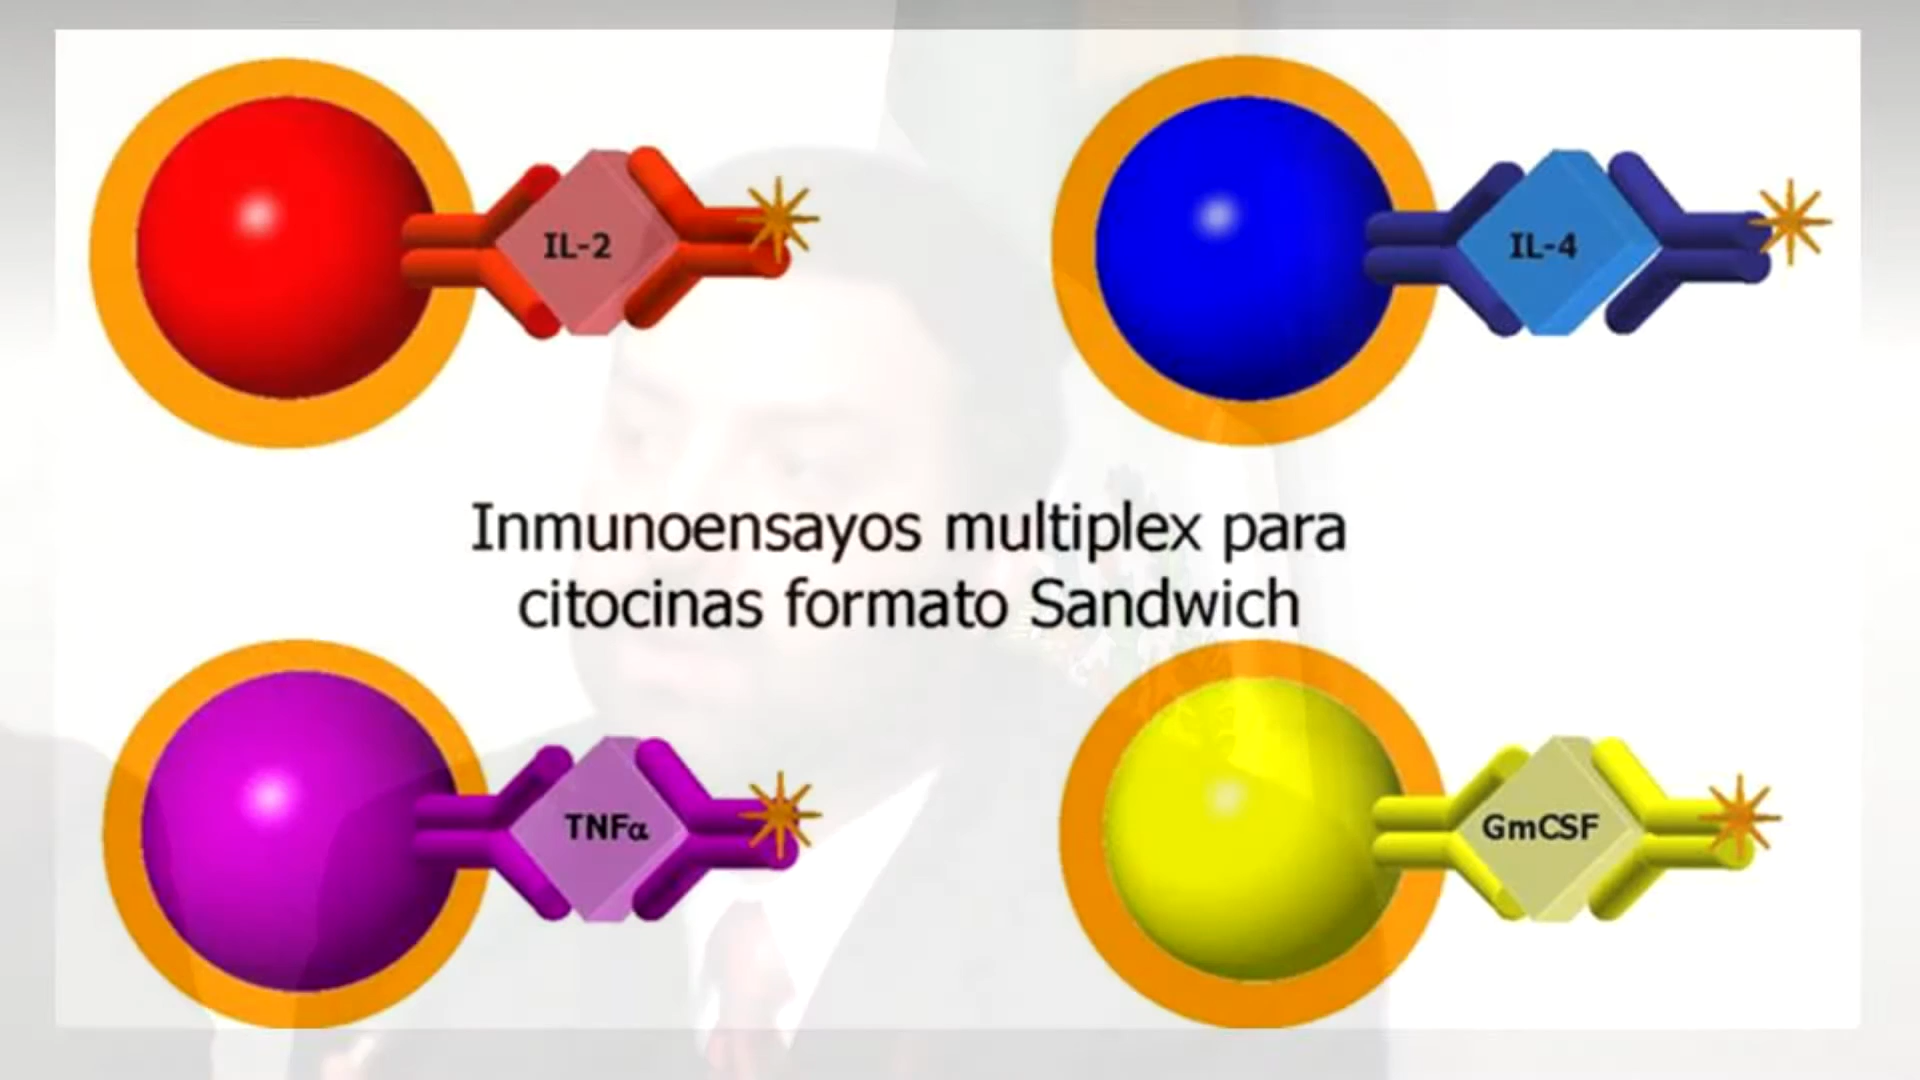 IL-2
IL-4
Inmunoensayos multiplex para
citocinas formato Sandwich
TNFα
GmCSF